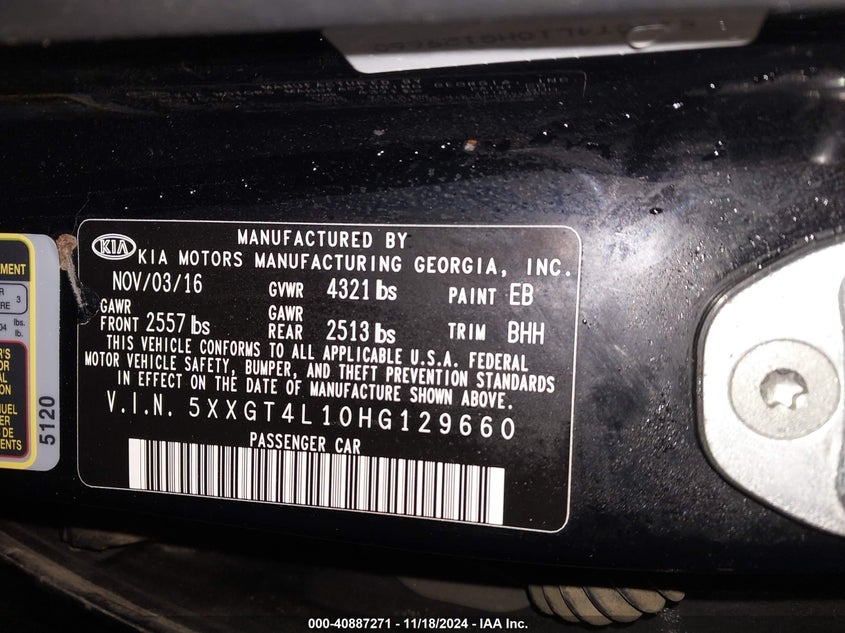 MANUFACTURED BY
KIA KIA MOTORS MANUFACTURING GEORGIA, INC.
NOV/03/16 GVWR 4321 lbs PAINT EB
GAWR FRONT 2557 lbs GAWR REAR 2513 lbs TRIM BHH
THIS VEHICLE CONFORMS TO ALL APPLICABLE U.S.A. FEDERAL
MOTOR VEHICLE SAFETY, BUMPER, AND THEFT PREVENTION STANDARDS
IN EFFECT ON THE DATE OF MANUFACTURE SHOWN ABOVE.
V.I.N. 5XXGT4L10HG129660
PASSENGER CAR
5120
000-40887271 - 11/18/2024 - IAA Inc.